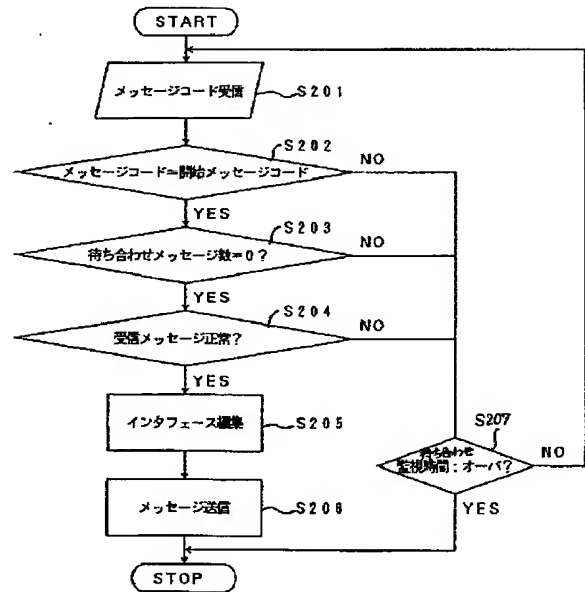 START
メッセージコード受信
S201
S202
メッセージコード=開始メッセージコード
NO
YES
S203
待ち合わせメッセージ数=0?
NO
YES
S204
受信メッセージ正常?
NO
YES
インタフェース編集
S205
S207
待ち合わせ
監視時間:オーバ?
NO
メッセージ送信
S206
YES
STOP